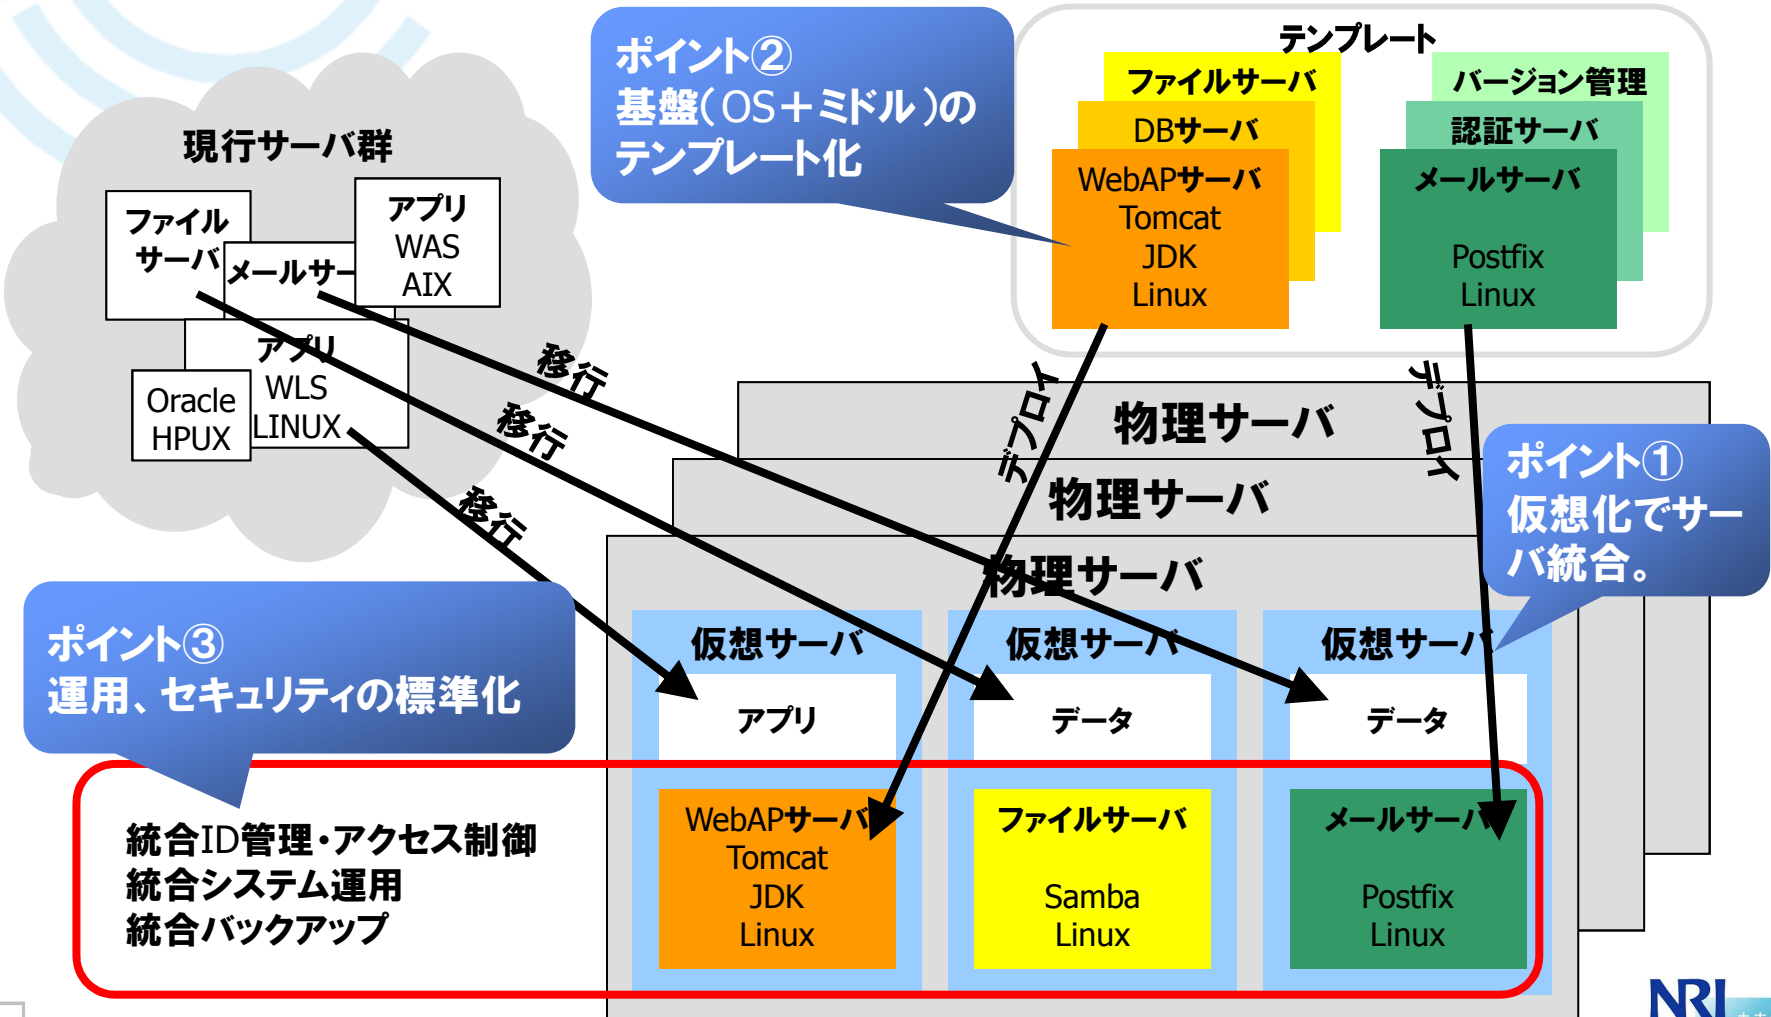 現行サーバ群
ファイル
サーバ
メールサー
アプリ
WAS
AIX
アプリ
WLS
LINUX
Oracle
HPUX
ポイント②
基盤(OS+ミドル)の
テンプレート化
テンプレート
ファイルサーバ
DBサーバ
WebAPサーバ
Tomcat
JDK
Linux
バージョン管理
認証サーバ
メールサーバ
Postfix
Linux
移行
移行
移行
デプロイ
デプロイ
物理サーバ
物理サーバ
物理サーバ
ポイント①
仮想化でサー
バ統合。
ポイント③
運用、セキュリティの標準化
仮想サーバ
アプリ
WebAPサーバ
Tomcat
JDK
Linux
仮想サーバ
データ
ファイルサーバ
Samba
Linux
仮想サーバ
データ
メールサーバ
Postfix
Linux
統合ID管理・アクセス制御
統合システム運用
統合バックアップ
NRI